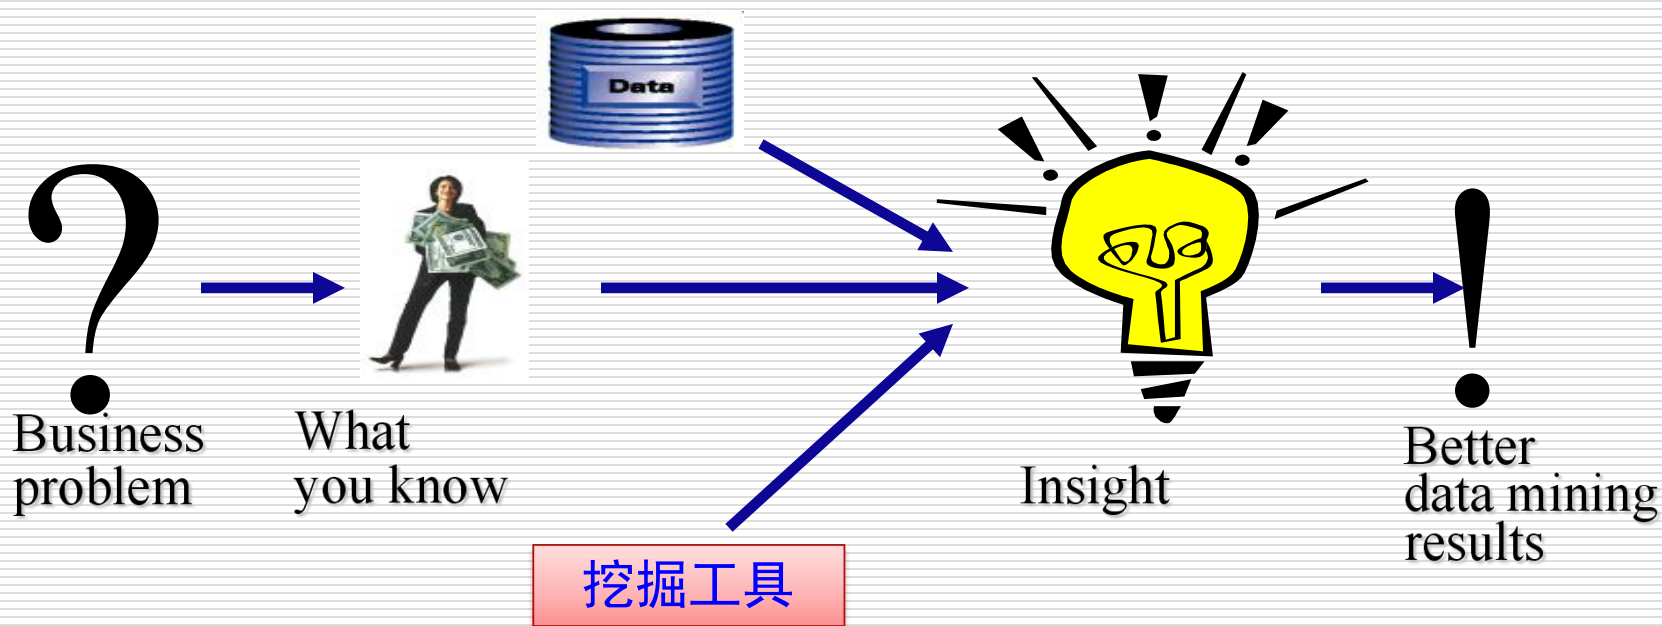 Data
Business
problem
What
you know
Insight
Better
data mining
results
挖掘工具